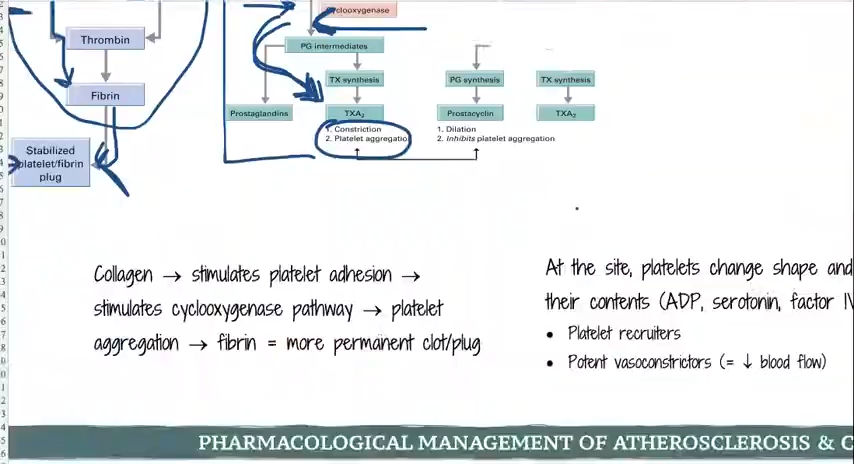 Cyclooxygenase
Thrombin
PG intermediates
TX synthesis
PG synthesis
TX synthesis
Fibrin
Prostaglandins
TXA2
Prostacyclin
TXA2
1. Constriction
2. Platelet aggregation
1. Dilation
2. Inhibits platelet aggregation
Stabilized
platelet/fibrin
plug
Collagen → stimulates platelet adhesion →
stimulates cyclooxygenase pathway → platelet
aggregation → fibrin = more permanent clot/plug
At the site, platelets change shape and
their contents (ADP, serotonin, factor
• Platelet recruiters
• Potent vasoconstrictors (= ↓ blood flow)
PHARMACOLOGICAL MANAGEMENT OF ATHEROSCLEROSIS & C